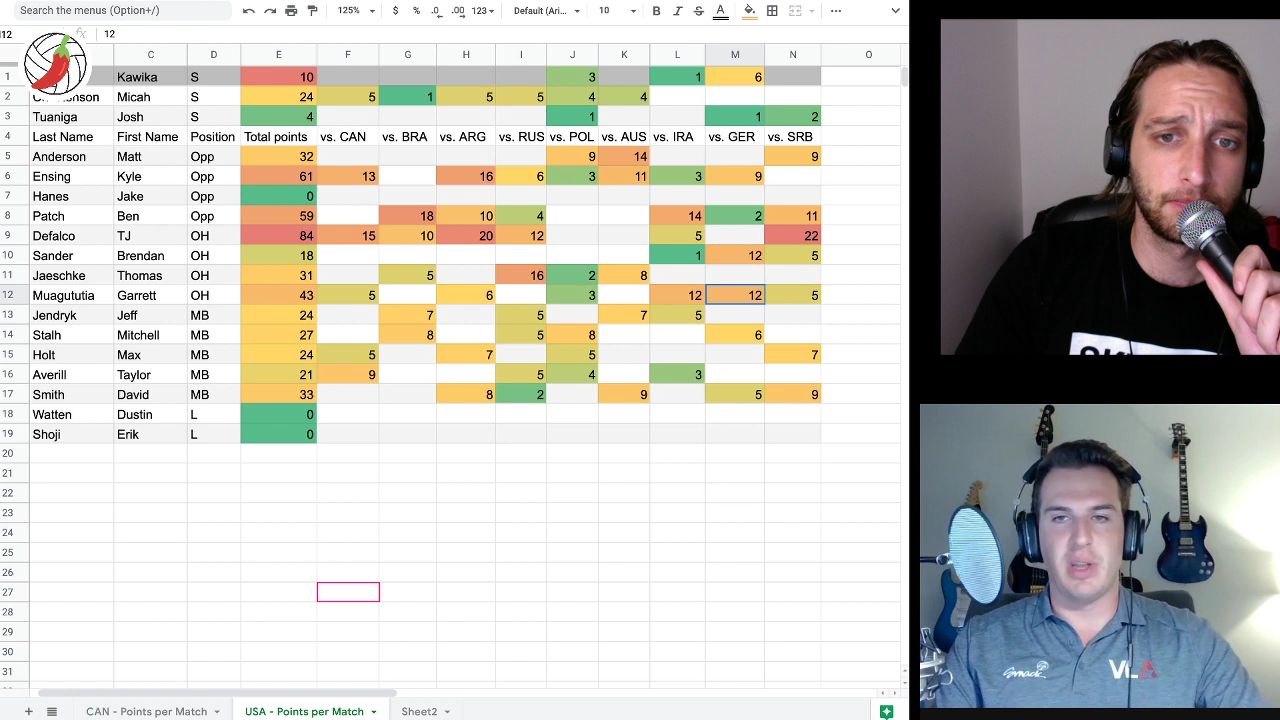 Search the menus (Option+/) 125% $ % .0 .00 123 Default (Ari... 10 B I S A
12 fx 12
C D E F G H I J K L M N O
1 Kawika S 10 3 1 6
2 Micah S 24 5 1 5 5 4 4
3 Tuaniga Josh S 4 1 1 2
4 Last Name First Name Position Total points vs. CAN vs. BRA vs. ARG vs. RUS vs. POL vs. AUS vs. IRA vs. GER vs. SRB
5 Anderson Matt Opp 32 9 14 9
6 Ensing Kyle Opp 61 13 16 6 3 11 3 9
7 Hanes Jake Opp 0
8 Patch Ben Opp 59 18 10 4 14 2 11
9 Defalco TJ OH 84 15 10 20 12 5 22
10 Sander Brendan OH 18 1 12 5
11 Jaeschke Thomas OH 31 5 16 2 8
12 Muagututia Garrett OH 43 5 6 3 12 12 5
13 Jendryk Jeff MB 24 7 5 7 5
14 Stalh Mitchell MB 27 8 5 8 6
15 Holt Max MB 24 5 7 5 7
16 Averill Taylor MB 21 9 5 4 3
17 Smith David MB 33 8 2 9 5 9
18 Watten Dustin L 0
19 Shoji Erik L 0
20
21
22
23
24
25
26
27
28
29
30
31
CAN - Points per Match USA - Points per Match Sheet2
Smack
VLA